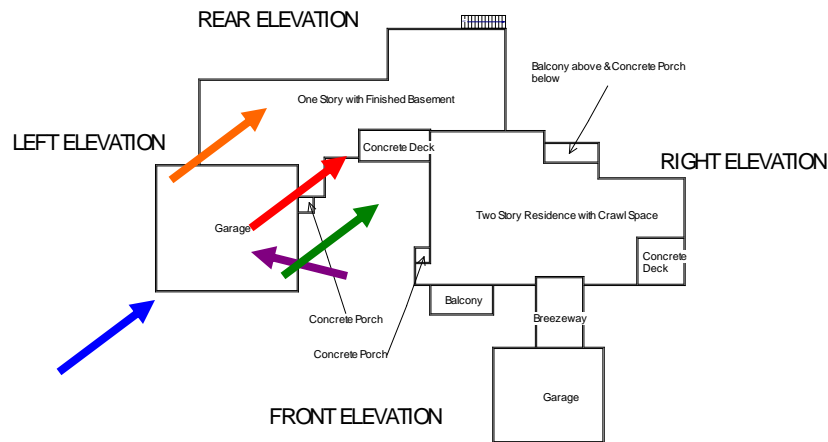 REAR ELEVATION
Balcony above & Concrete Porch
below
One Story with Finished Basement
LEFT ELEVATION
Concrete Deck
RIGHT ELEVATION
Garage
Two Story Residence with Crawl Space
Concrete
Deck
Balcony
Breezeway
Concrete Porch
Concrete Porch
Garage
FRONT ELEVATION